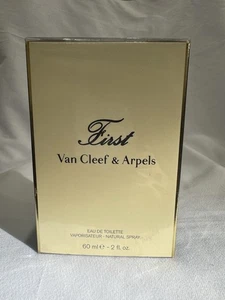 First
Van Cleef & Arpels
EAU DE TOILETTE
VAPORISATEUR - NATURAL SPRAY
60 ml e - 2 fl. oz.